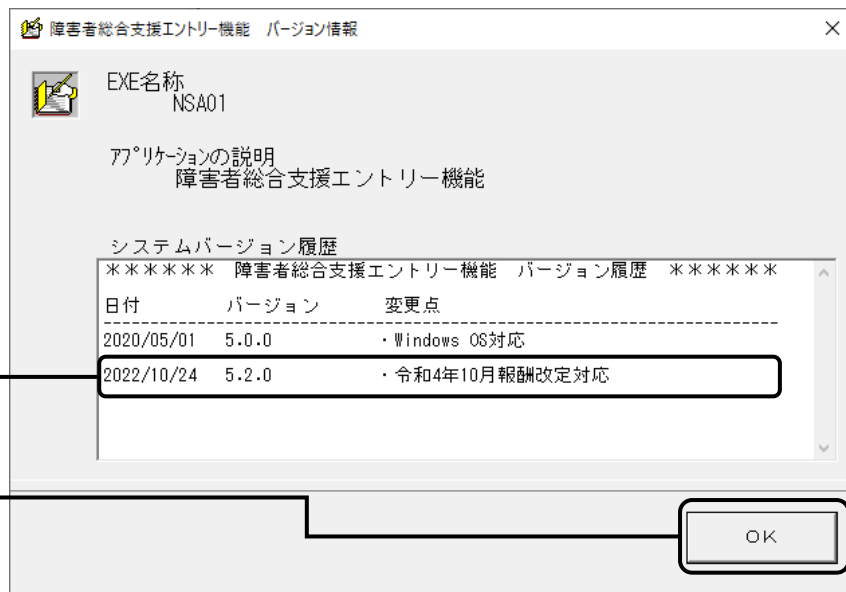 障害者総合支援ｴﾝﾄﾘｰ機能　ﾊﾞｰｼﾞｮﾝ情報
EXE名称
NSA01
ｱﾌﾟﾘｹｰｼｮﾝの説明
障害者総合支援エントリー機能
システムバージョン履歴
****** 障害者総合支援エントリー機能　バージョン履歴 ******
日付 バージョン 変更点
--------------------------------------------------------------------------
2020/05/01 5.0.0 ・Windows OS対応
2022/10/24 5.2.0 ・令和4年10月報酬改定対応
OK